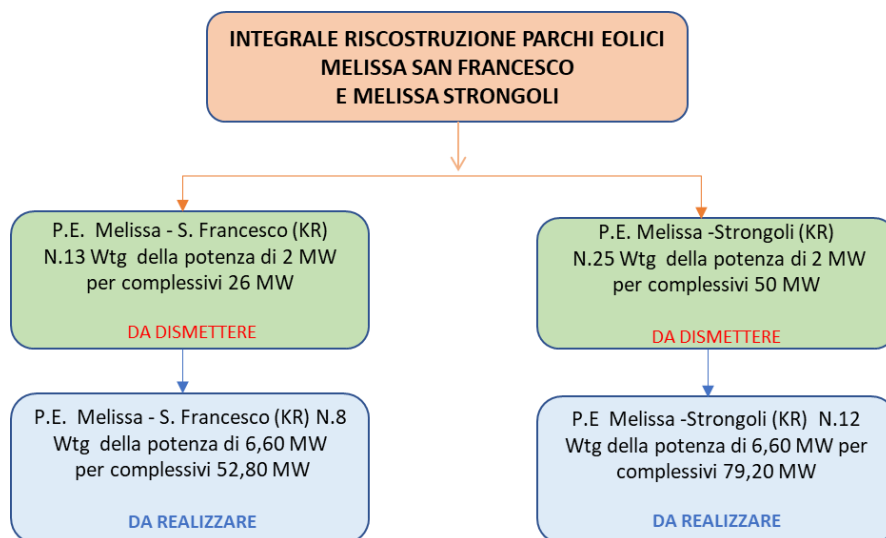 INTEGRALE RISCOSTRUZIONE PARCHI EOLICI
MELISSA SAN FRANCESCO
E MELISSA STRONGOLI
P.E. Melissa - S. Francesco (KR)
N.13 Wtg della potenza di 2 MW
per complessivi 26 MW
DA DISMETTERE
P.E. Melissa -Strongoli (KR)
N.25 Wtg della potenza di 2 MW
per complessivi 50 MW
DA DISMETTERE
P.E. Melissa - S. Francesco (KR) N.8
Wtg della potenza di 6,60 MW
per complessivi 52,80 MW
DA REALIZZARE
P.E Melissa -Strongoli (KR) N.12
Wtg della potenza di 6,60 MW per
complessivi 79,20 MW
DA REALIZZARE